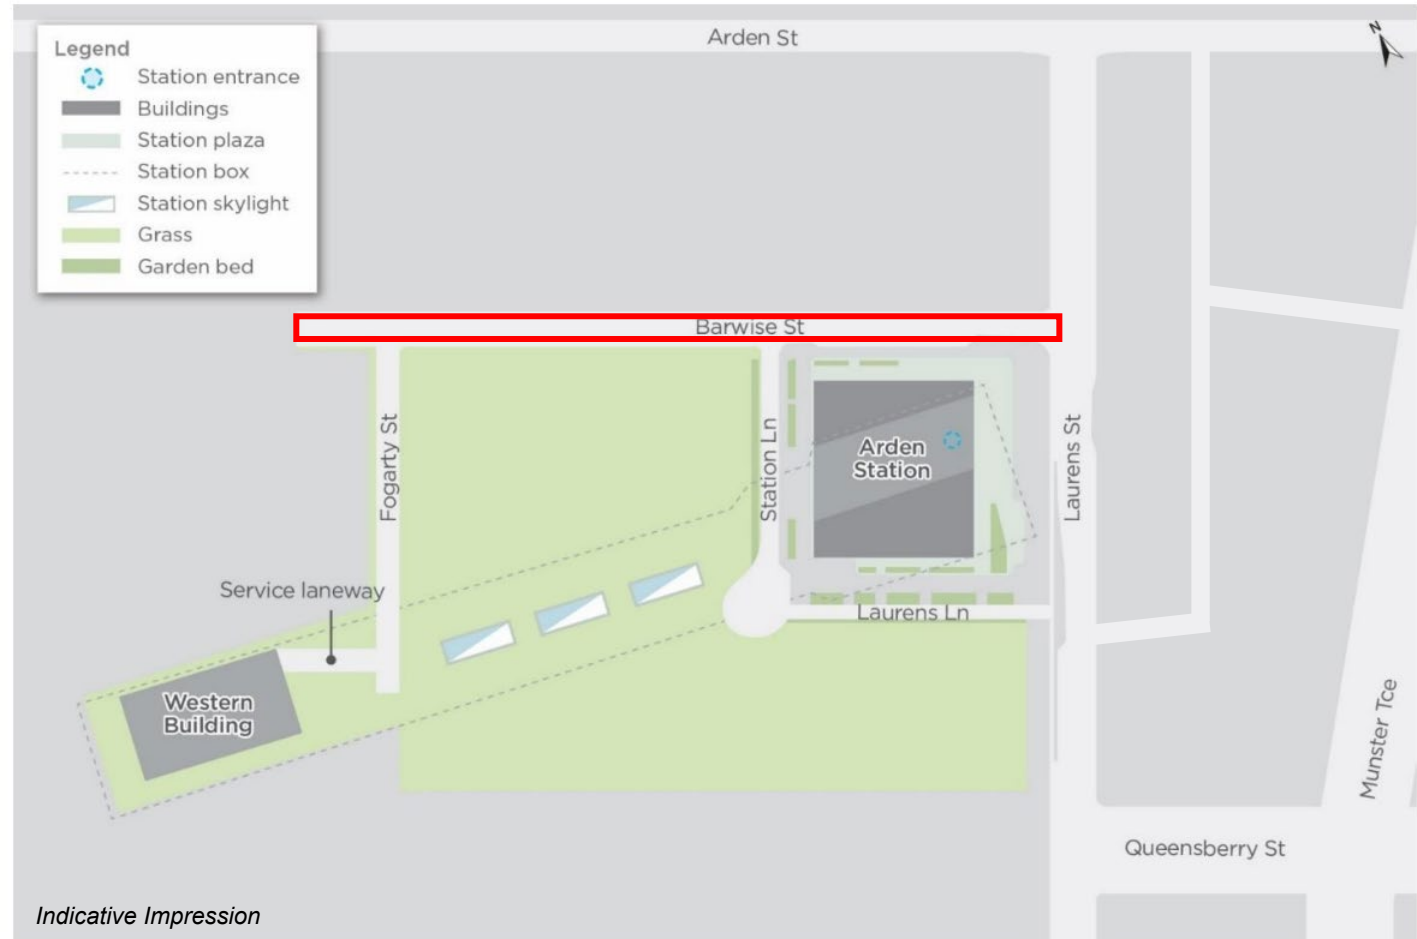 Arden St
N
Legend
Station entrance
Buildings
Station plaza
Station box
Station skylight
Grass
Garden bed
Barwise St
Fogarty St
Station Ln
Arden
Station
Laurens St
Service laneway
Laurens Ln
Western
Building
Munster Tce
Queensberry St
Indicative Impression